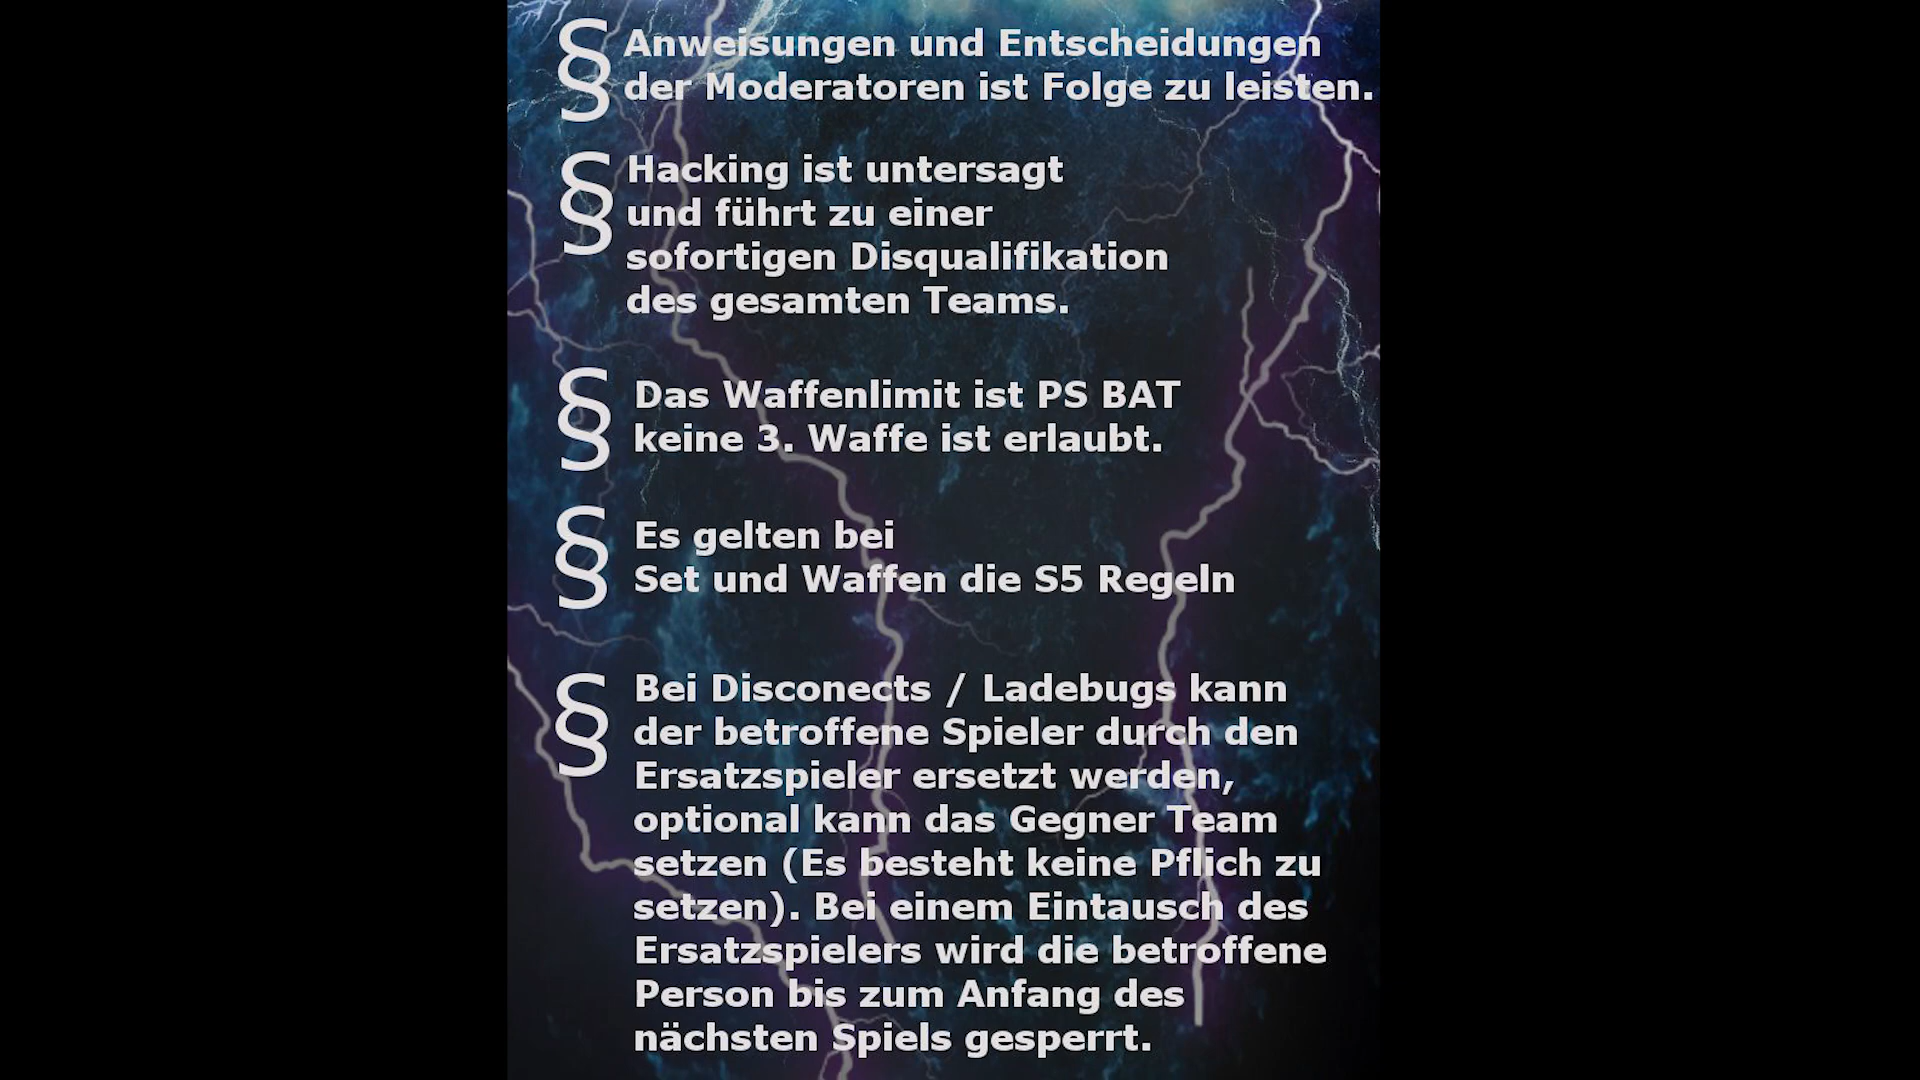 § Anweisungen und Entscheidungen
der Moderatoren ist Folge zu leisten.
§ Hacking ist untersagt
und führt zu einer
sofortigen Disqualifikation
des gesamten Teams.
§ Das Waffenlimit ist PS BAT
keine 3. Waffe ist erlaubt.
§ Es gelten bei
Set und Waffen die S5 Regeln
§ Bei Disconects / Ladebugs kann
der betroffene Spieler durch den
Ersatzspieler ersetzt werden,
optional kann das Gegner Team
setzen (Es besteht keine Pflich zu
setzen). Bei einem Eintausch des
Ersatzspielers wird die betroffene
Person bis zum Anfang des
nächsten Spiels gesperrt.